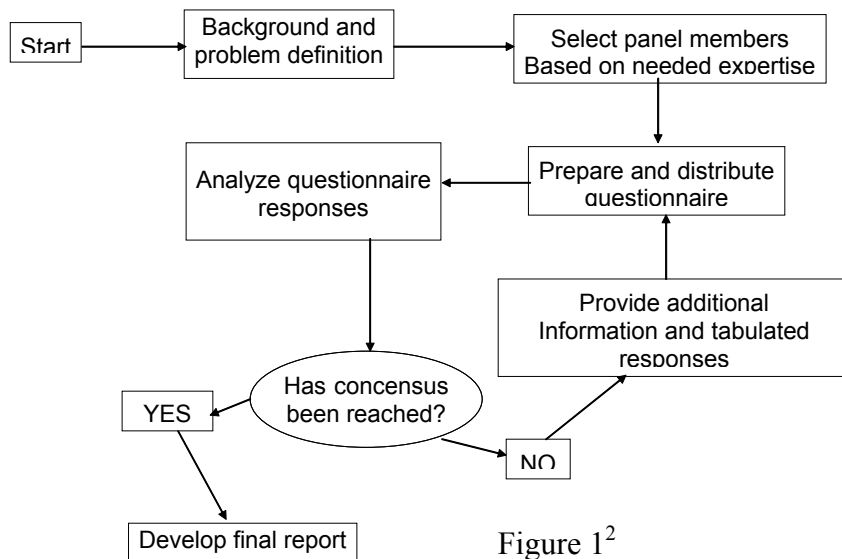 Start
Background and
problem definition
Select panel members
Based on needed expertise
Prepare and distribute
questionnaire
Analyze questionnaire
responses
Provide additional
Information and tabulated
responses
Has concensus
been reached?
YES
NO
Develop final report
Figure 1²